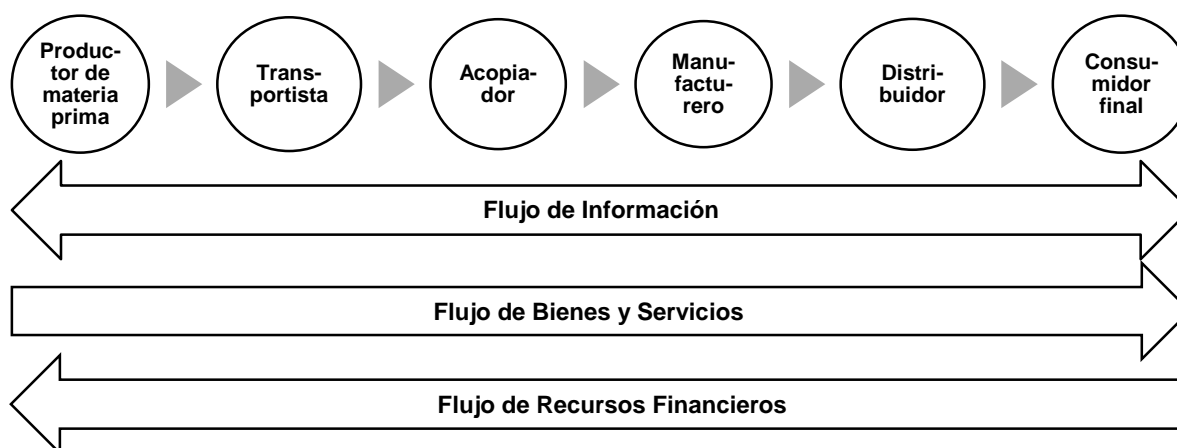 Produc-
tor de
materia
prima
Trans-
portista
Acopia-
dor
Manu-
factu-
rero
Distri-
buidor
Consu-
midor
final
Flujo de Información
Flujo de Bienes y Servicios
Flujo de Recursos Financieros